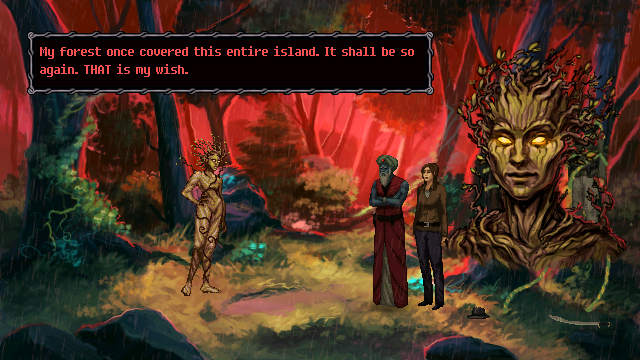 My forest once covered this entire island. It shall be so
again. THAT is my wish.